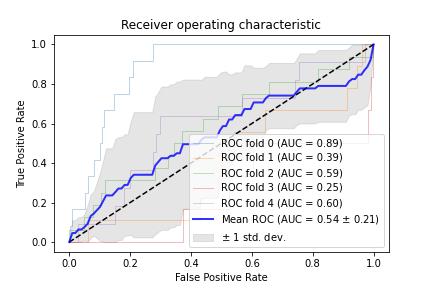 Receiver operating characteristic
1.0
0.8
0.6
0.4
0.2
0.0
True Positive Rate
ROC fold 0 (AUC = 0.89)
ROC fold 1 (AUC = 0.39)
ROC fold 2 (AUC = 0.59)
ROC fold 3 (AUC = 0.25)
ROC fold 4 (AUC = 0.60)
Mean ROC (AUC = 0.54 ± 0.21)
± 1 std. dev.
0.0 0.2 0.4 0.6 0.8 1.0
False Positive Rate